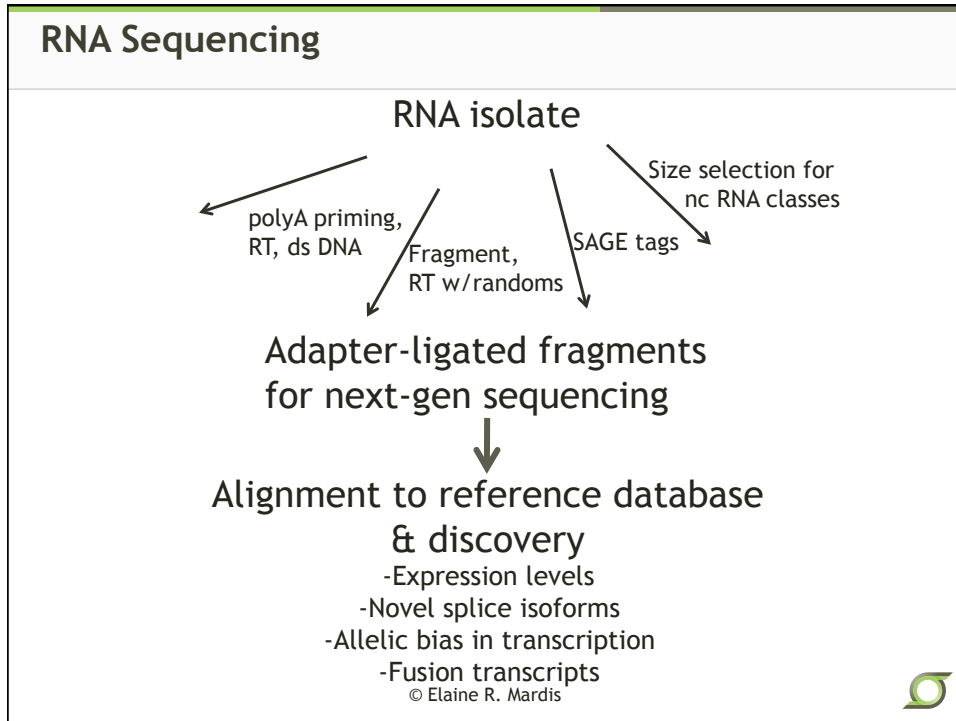 RNA Sequencing
RNA isolate
Size selection for
nc RNA classes
polyA priming,
RT, ds DNA
Fragment,
RT w/randoms
SAGE tags
Adapter-ligated fragments
for next-gen sequencing
Alignment to reference database
& discovery
-Expression levels
-Novel splice isoforms
-Allelic bias in transcription
-Fusion transcripts
© Elaine R. Mardis